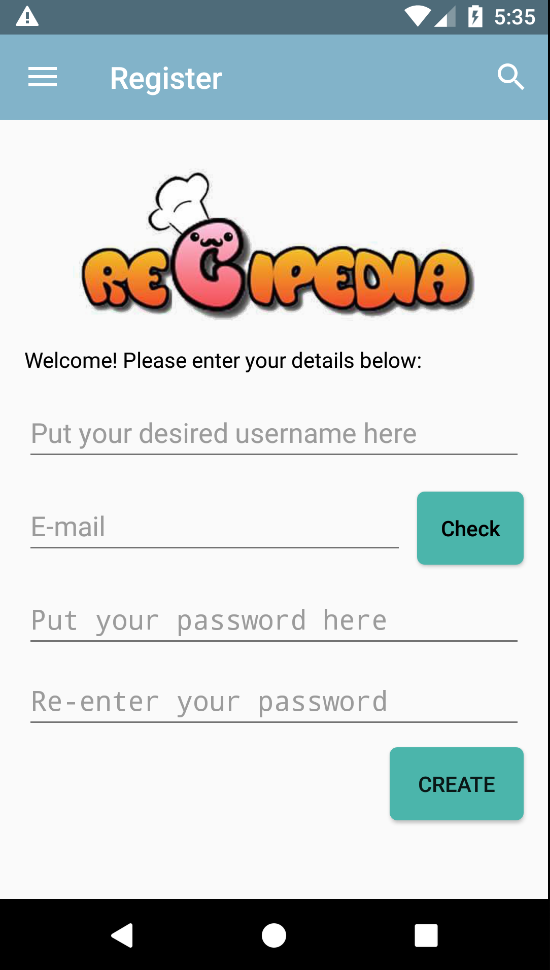 5:35
Register
RECIPEDIA
Welcome! Please enter your details below:
Put your desired username here
E-mail
Check
Put your password here
Re-enter your password
CREATE